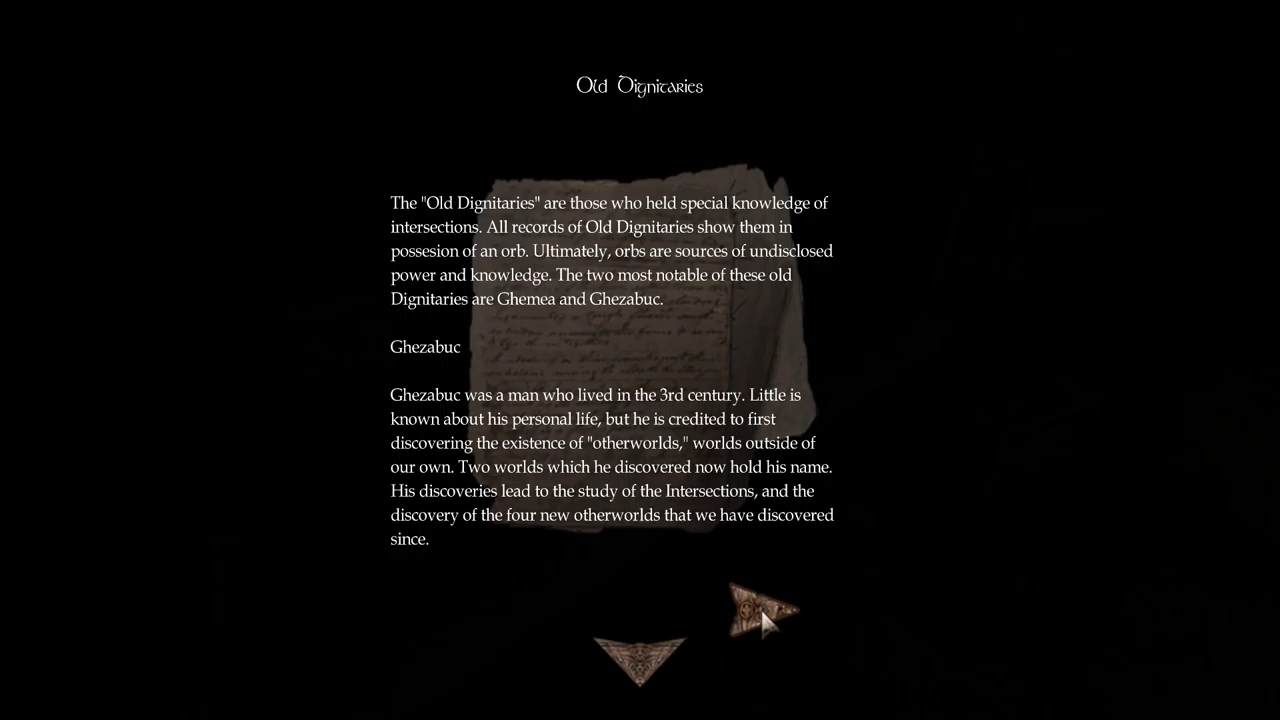 Old Dignitaries
The "Old Dignitaries" are those who held special knowledge of
intersections. All records of Old Dignitaries show them in
possesion of an orb. Ultimately, orbs are sources of undisclosed
power and knowledge. The two most notable of these old
Dignitaries are Ghemea and Ghezabuc.
Ghezabuc
Ghezabuc was a man who lived in the 3rd century. Little is
known about his personal life, but he is credited to first
discovering the existence of "otherworlds," worlds outside of
our own. Two worlds which he discovered now hold his name.
His discoveries lead to the study of the Intersections, and the
discovery of the four new otherworlds that we have discovered
since.